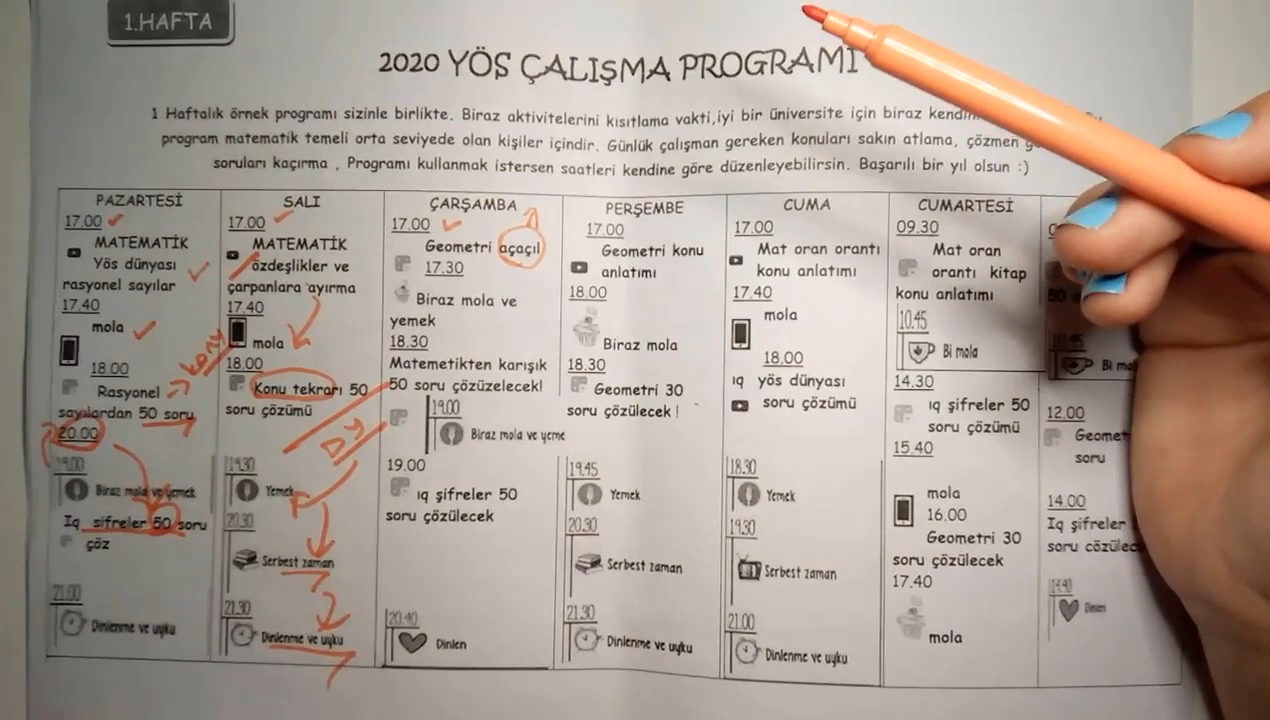 1.HAFTA
2020 YÖS ÇALIŞMA PROGRAMI
1 Haftalık örnek programı sizinle birlikte. Biraz aktivitelerini kısıtlama vakti,iyi bir üniversite için biraz
program matematik temeli orta seviyede olan kişiler içindir. Günlük çalışman gereken konuları sakın atlama, çözmen
soruları kaçırma , Programı kullanmak istersen saatleri kendine göre düzenleyebilirsin. Başarılı bir yıl olsun :)
PAZARTESİ
17.00
MATEMATİK
Yös dünyası
rasyonel sayılar
17.40
mola
18.00
Rasyonel
sayılardan 50 soru
20.00
19.00
Biraz mola ve yemek
Iq şifreler 50 soru
çöz
21.00
Dinlenme ve uyku
SALI
17.00
MATEMATİK
özdeşlikler ve
çarpanlara ayırma
17.40
mola
18.00
Konu tekrarı 50
soru çözümü
19.30
Yemek
20.30
Serbest zaman
21.30
Dinlenme ve uyku
ÇARŞAMBA
17.00
Geometri açaçıl
17.30
Biraz mola ve
yemek
18.30
Matemetikten karışık
50 soru çözüzelecekl
19.00
Biraz mola ve yeme
19.00
ıq şifreler 50
soru çözülecek
20.40
Dinlen
PERŞEMBE
17.00
Geometri konu
anlatımı
18.00
Biraz mola
18.30
Geometri 30
soru çözülecek !
19.45
Yemek
20.30
Serbest zaman
21.30
Dinlenme ve uyku
CUMA
17.00
Mat oran orantı
konu anlatımı
17.40
mola
18.00
ıq yös dünyası
soru çözümü
18.30
Yemek
19.30
Serbest zaman
21.00
Dinlenme ve uyku
CUMARTESİ
09.30
Mat oran
orantı kitap
konu anlatımı
10.45
Bi mola
14.30
ıq şifreler 50
soru çözümü
15.40
mola
16.00
Geometri 30
soru çözülecek
17.40
mola
50
10.45
Bi
12.00
soru
14.00
Iq şifreler
soru
19.40
Dinlen